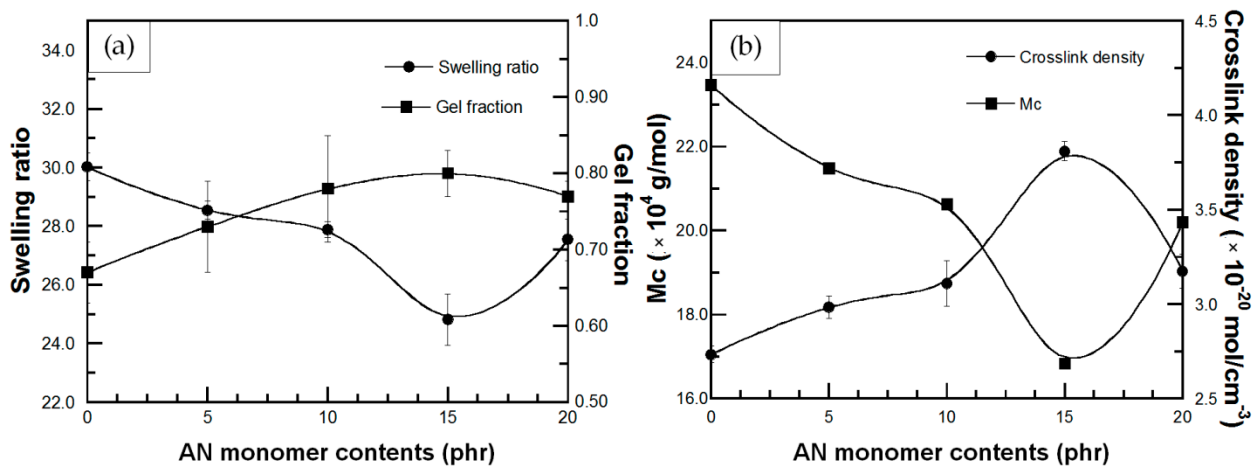 (a)
Swelling ratio
Gel fraction
34.0
32.0
30.0
28.0
26.0
24.0
22.0
Swelling ratio
1.0
0.90
0.80
0.70
0.60
0.50
Gel fraction
0
5
10
15
20
AN monomer contents (phr)
(b)
Crosslink density
Mc
24.0
22.0
20.0
18.0
16.0
Mc (× 10⁴ g/mol)
4.5
4.0
3.5
3.0
2.5
Crosslink density (× 10⁻²⁰ mol/cm⁻³)
0
5
10
15
20
AN monomer contents (phr)